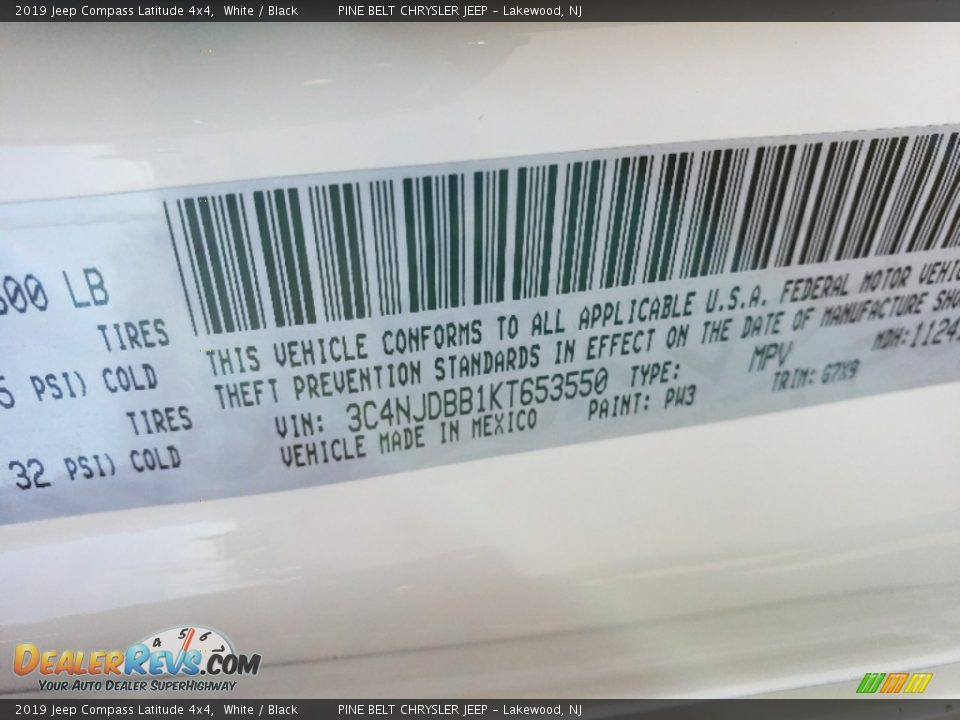 2019 Jeep Compass Latitude 4x4, White / Black PINE BELT CHRYSLER JEEP – Lakewood, NJ
LB
TIRES
PSI) COLD
TIRES
32 PSI) COLD
THIS VEHICLE CONFORMS TO ALL APPLICABLE U.S.A. FEDERAL MOTOR
THEFT PREVENTION STANDARDS IN EFFECT ON THE DATE OF MANUFACTURE
VIN: 3C4NJDBB1KT653550 TYPE: MPV MDH:
VEHICLE MADE IN MEXICO PAINT: PW3 TRIM: G7X9
4 5 6
DEALERREVS.COM
YOUR AUTO DEALER SUPERHIGHWAY
2019 Jeep Compass Latitude 4x4, White / Black PINE BELT CHRYSLER JEEP – Lakewood, NJ